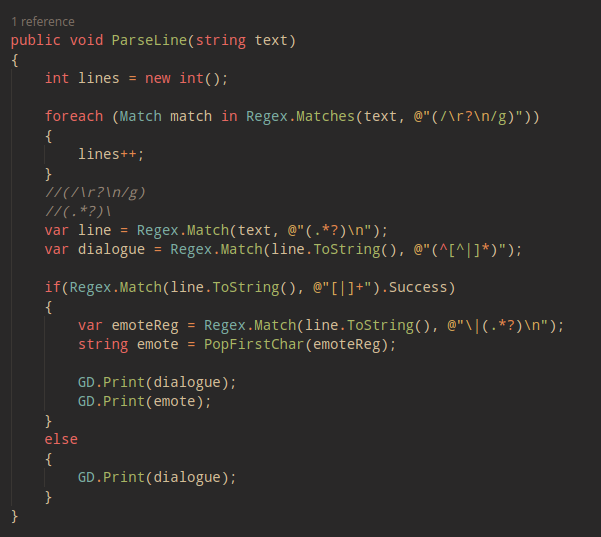 1 reference
public void ParseLine(string text)
{
    int lines = new int();

    foreach (Match match in Regex.Matches(text, @"(/\r?\n/g)"))
    {
        lines++;
    }
    //(/\r?\n/g)
    //(.*?)\
    var line = Regex.Match(text, @"(.*?)\n");
    var dialogue = Regex.Match(line.ToString(), @"(^[^|]*)");

    if(Regex.Match(line.ToString(), @"[|]+").Success)
    {
        var emoteReg = Regex.Match(line.ToString(), @"\|(.*?)\n");
        string emote = PopFirstChar(emoteReg);

        GD.Print(dialogue);
        GD.Print(emote);
    }
    else
    {
        GD.Print(dialogue);
    }
}